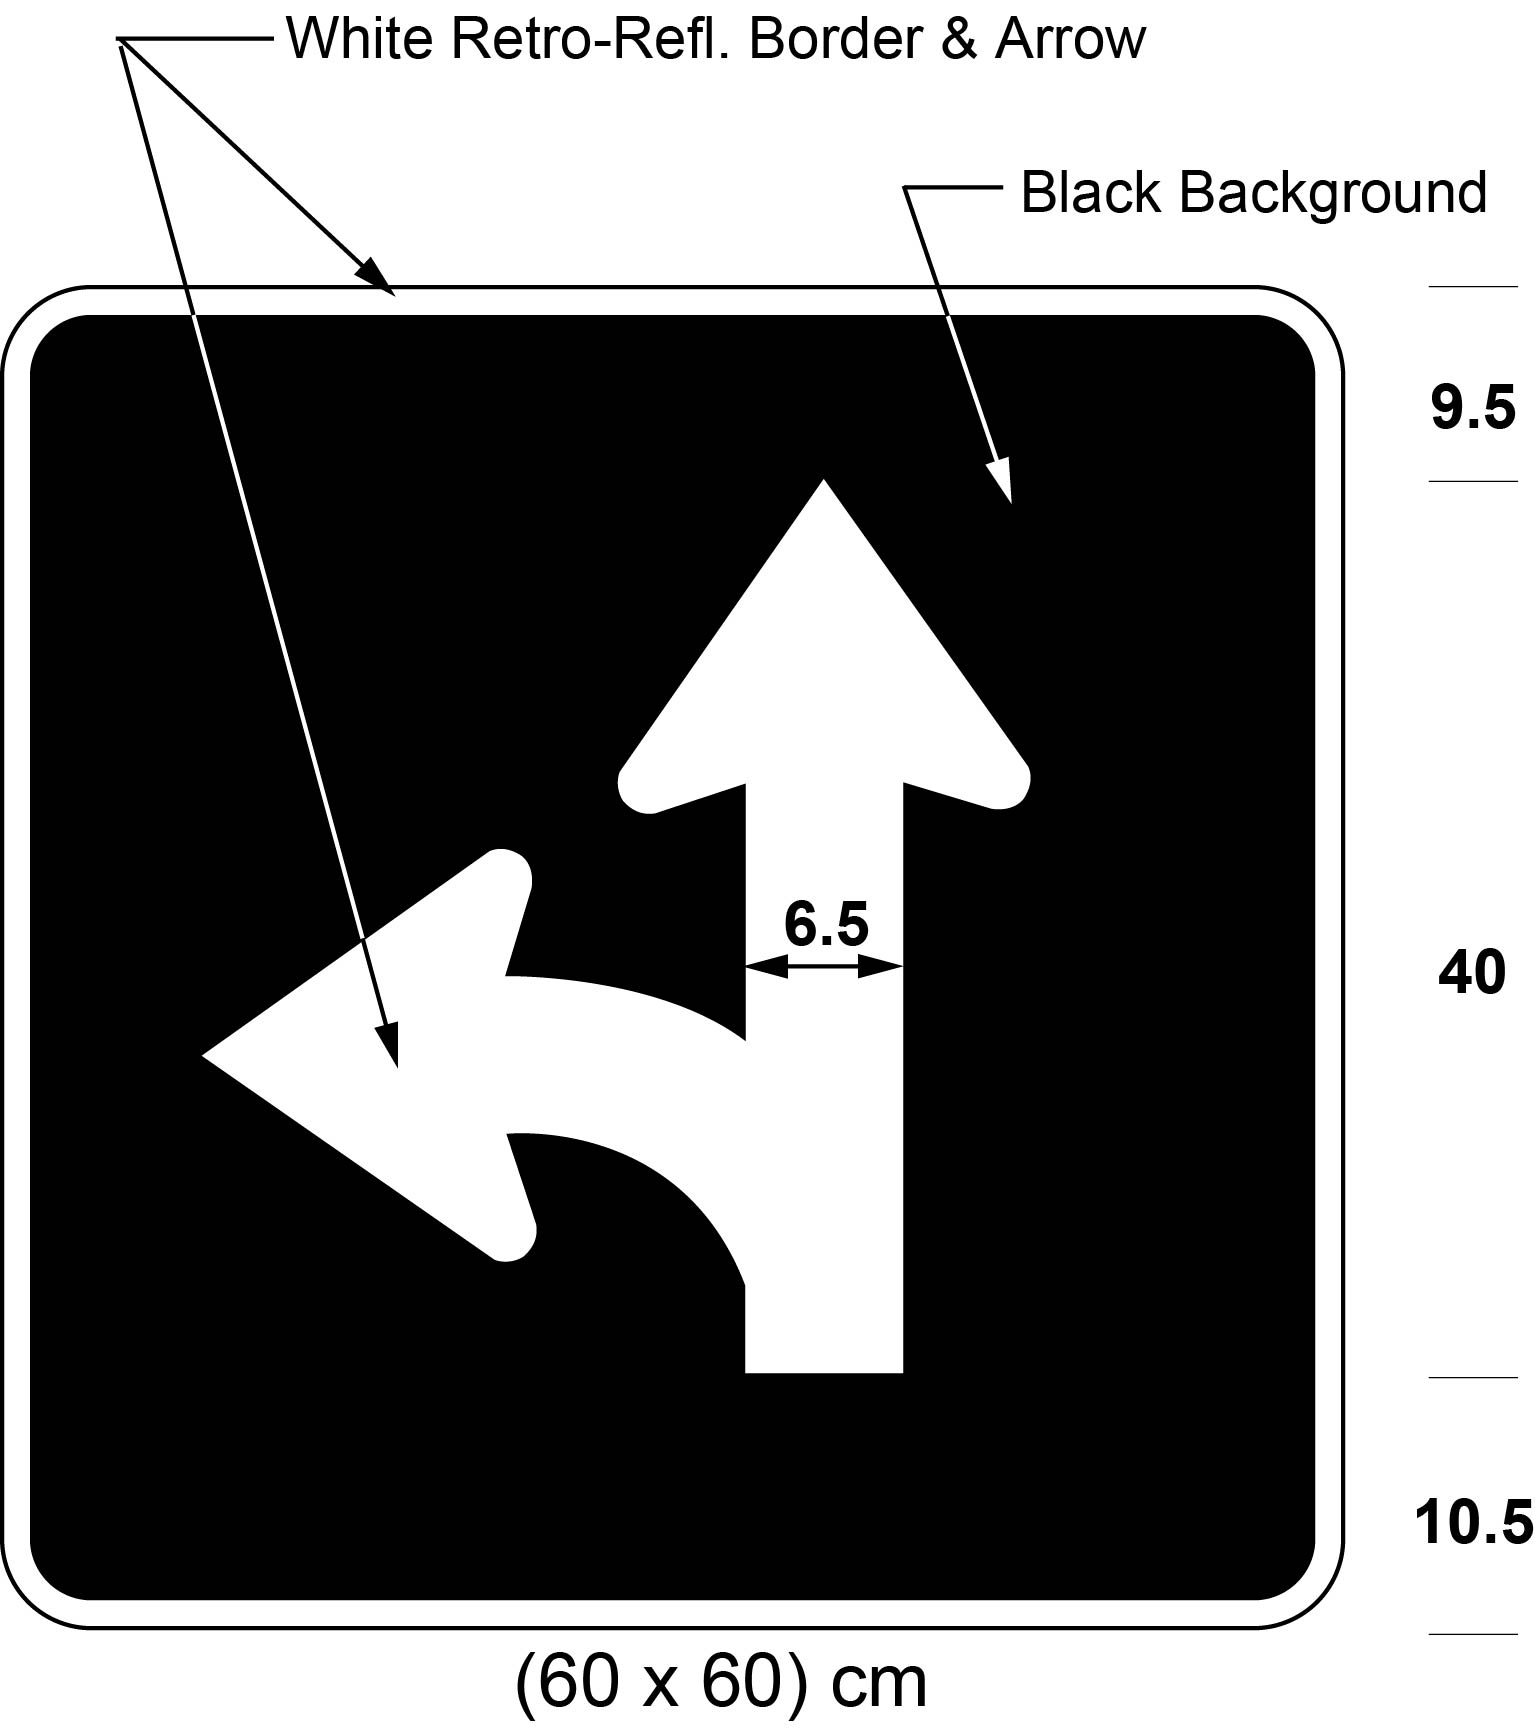 White Retro-Refl. Border & Arrow
Black Background
9.5
6.5
40
10.5
(60 x 60) cm